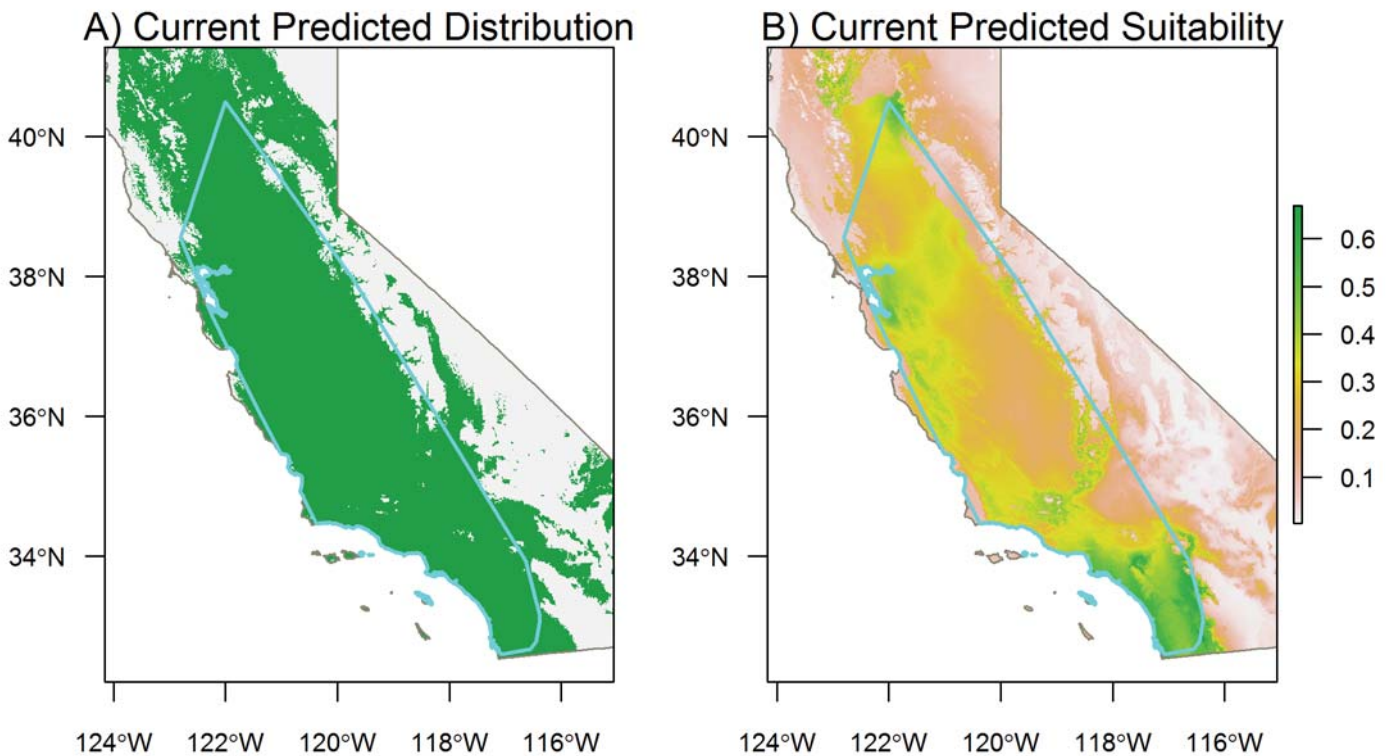 A) Current Predicted Distribution
B) Current Predicted Suitability
40°N
38°N
36°N
34°N
124°W 122°W 120°W 118°W 116°W
40°N
38°N
36°N
34°N
124°W 122°W 120°W 118°W 116°W
0.6
0.5
0.4
0.3
0.2
0.1